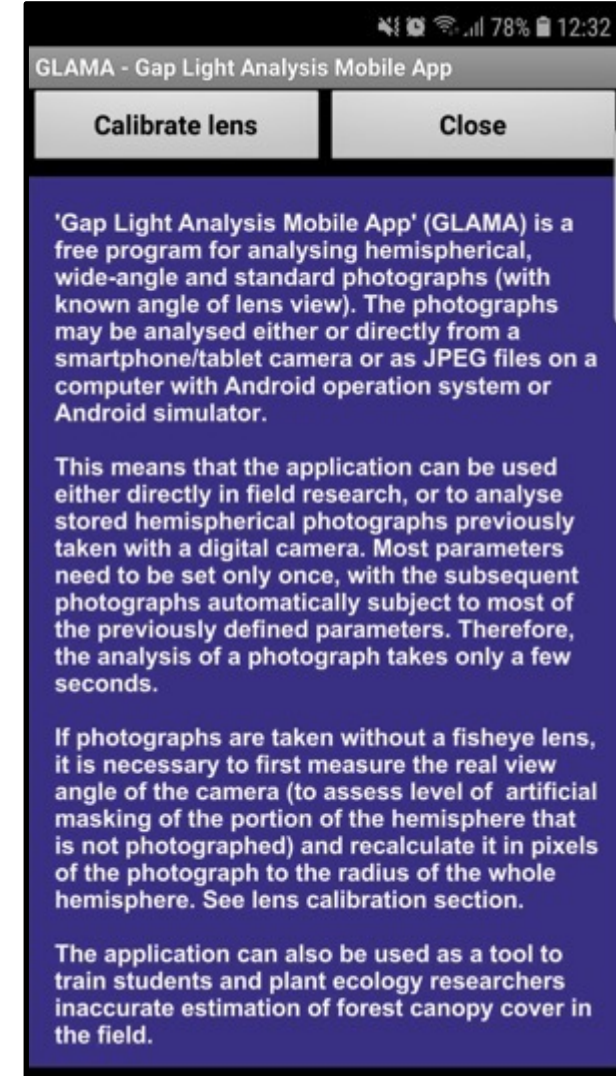 78% 12:32
GLAMA - Gap Light Analysis Mobile App
Calibrate lens Close
'Gap Light Analysis Mobile App' (GLAMA) is a
free program for analysing hemispherical,
wide-angle and standard photographs (with
known angle of lens view). The photographs
may be analysed either or directly from a
smartphone/tablet camera or as JPEG files on a
computer with Android operation system or
Android simulator.
This means that the application can be used
either directly in field research, or to analyse
stored hemispherical photographs previously
taken with a digital camera. Most parameters
need to be set only once, with the subsequent
photographs automatically subject to most of
the previously defined parameters. Therefore,
the analysis of a photograph takes only a few
seconds.
If photographs are taken without a fisheye lens,
it is necessary to first measure the real view
angle of the camera (to assess level of artificial
masking of the portion of the hemisphere that
is not photographed) and recalculate it in pixels
of the photograph to the radius of the whole
hemisphere. See lens calibration section.
The application can also be used as a tool to
train students and plant ecology researchers
inaccurate estimation of forest canopy cover in
the field.